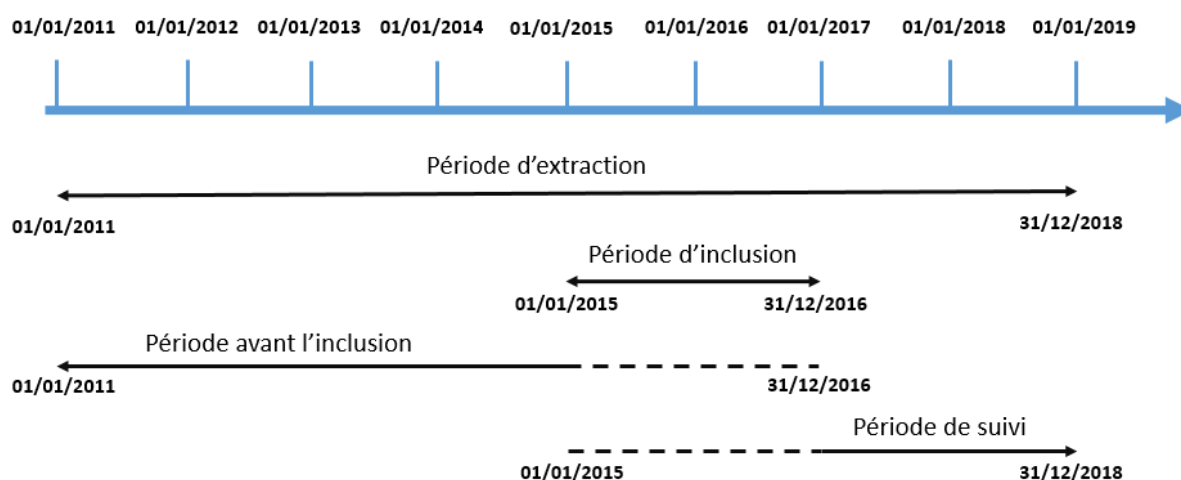 01/01/2011 01/01/2012 01/01/2013 01/01/2014 01/01/2015 01/01/2016 01/01/2017 01/01/2018 01/01/2019
Période d'extraction
01/01/2011 31/12/2018
Période d'inclusion
01/01/2015 31/12/2016
Période avant l'inclusion
01/01/2011 31/12/2016
Période de suivi
01/01/2015 31/12/2018